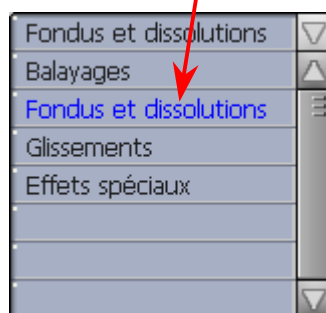 Fondus et dissolutions
Balayages
Fondus et dissolutions
Glissements
Effets spéciaux